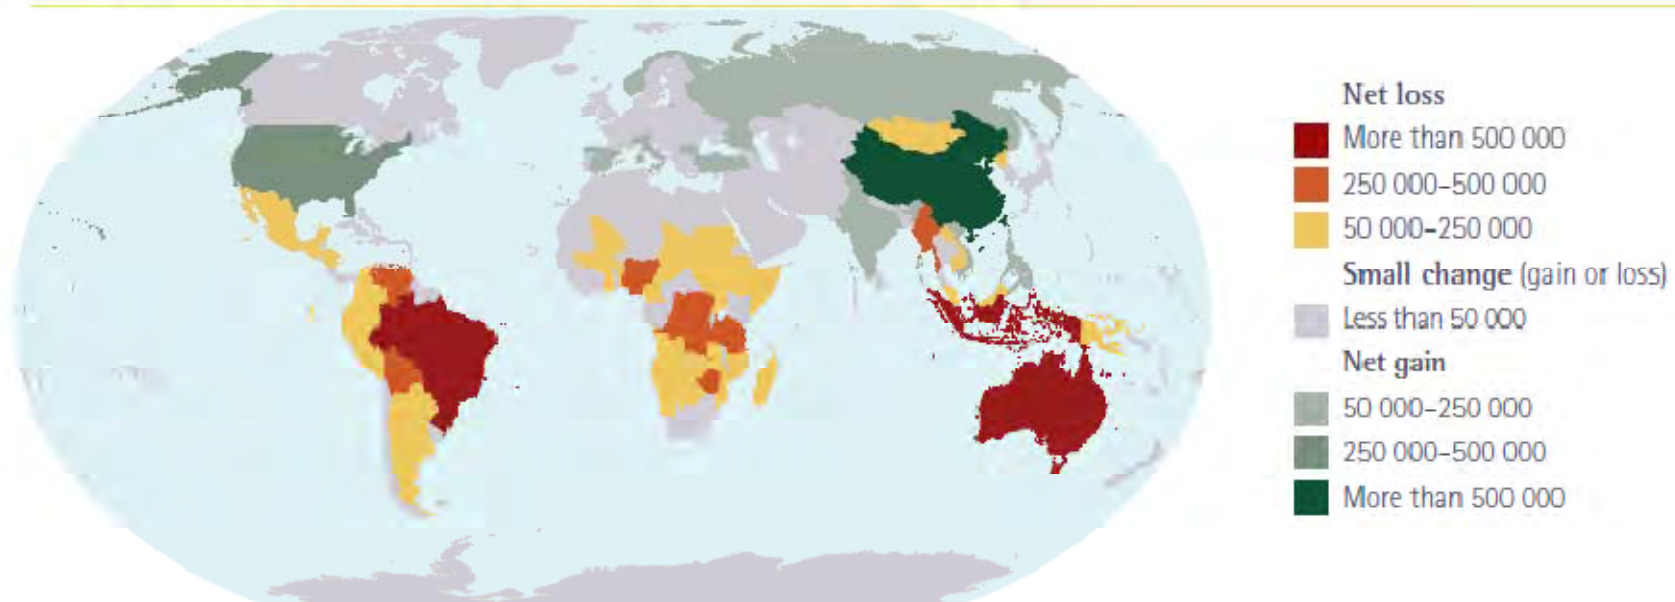 Net loss
More than 500 000
250 000–500 000
50 000–250 000
Small change (gain or loss)
Less than 50 000
Net gain
50 000–250 000
250 000–500 000
More than 500 000